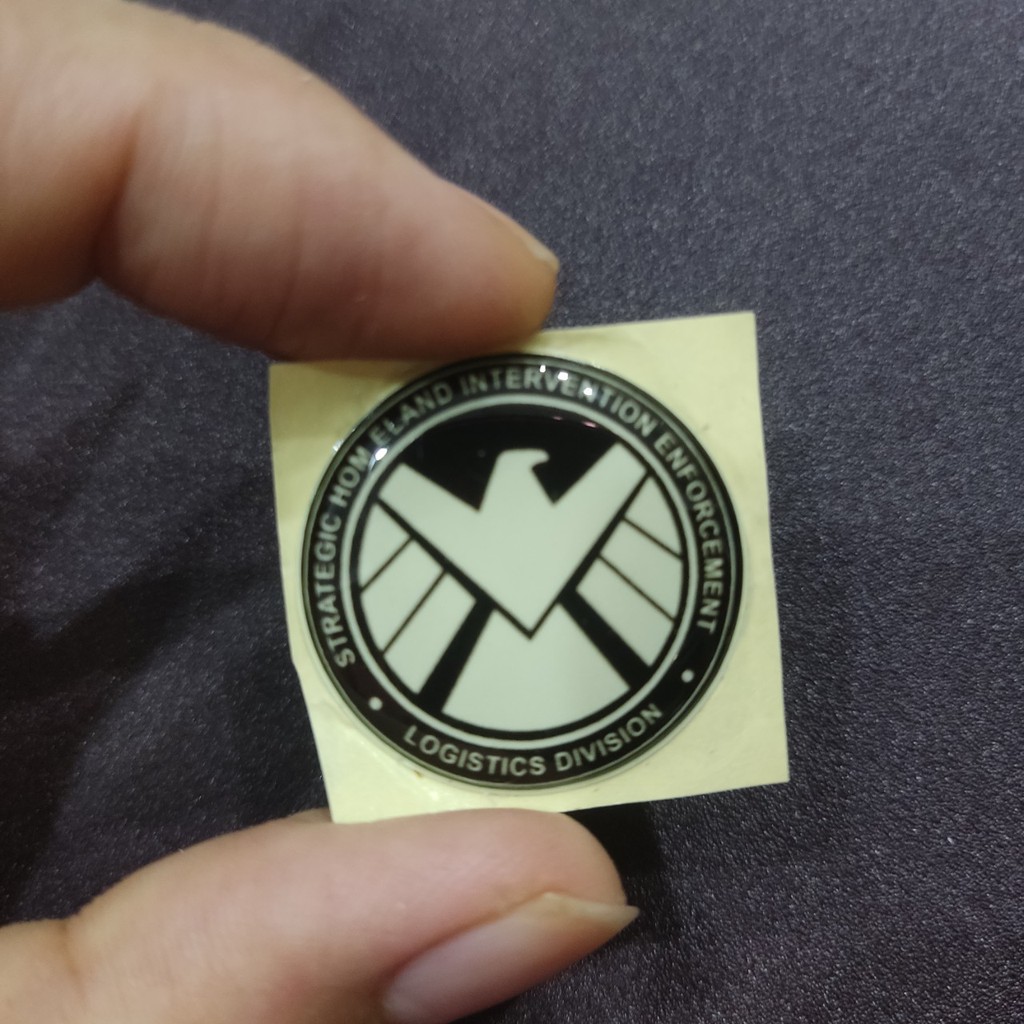 STRATEGIC HOMELAND INTERVENTION ENFORCEMENT
LOGISTICS DIVISION